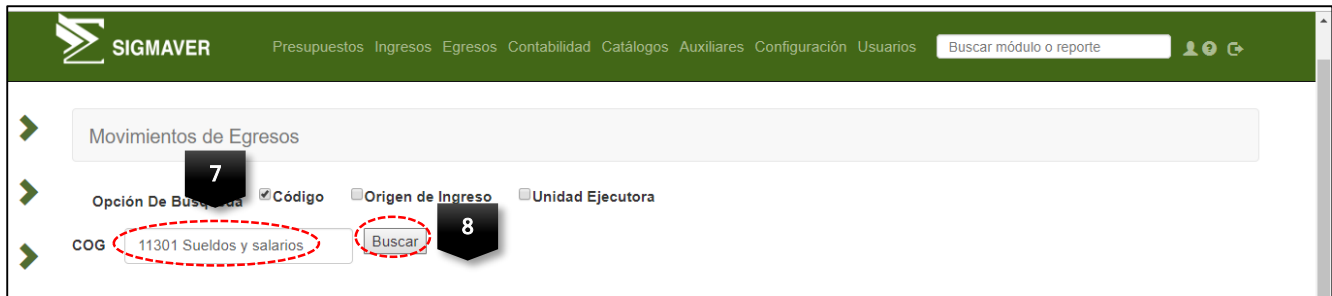 SIGMAVER Presupuestos Ingresos Egresos Contabilidad Catálogos Auxiliares Configuración Usuarios Buscar módulo o reporte
Movimientos de Egresos
7
Opción De Búsqueda Código Origen de Ingreso Unidad Ejecutora
COG 11301 Sueldos y salarios Buscar 8